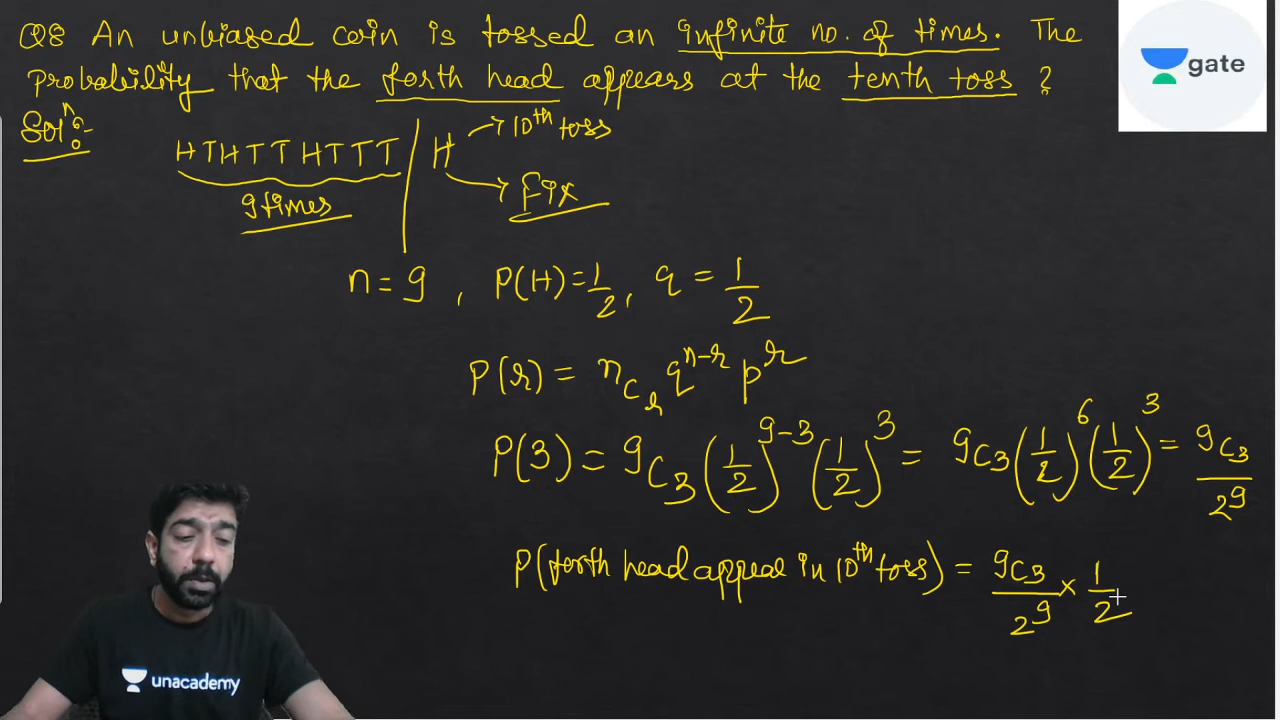 Q8 An unbiased coin is tossed an infinite no. of times. The
probability that the forth head appears at the tenth toss ?
Solⁿ:-
H T H T T H T T T | H → 10th toss
9 times
→ Fix
n = 9 , P(H) = 1/2 , q = 1/2
P(r) = nCr q^(n-r) p^r
P(3) = 9C3 (1/2)^(9-3) (1/2)^3 = 9C3 (1/2)^6 (1/2)^3 = 9C3/2^9
P(forth head appear in 10th toss) = 9C3/2^9 × 1/2
gate
unacademy